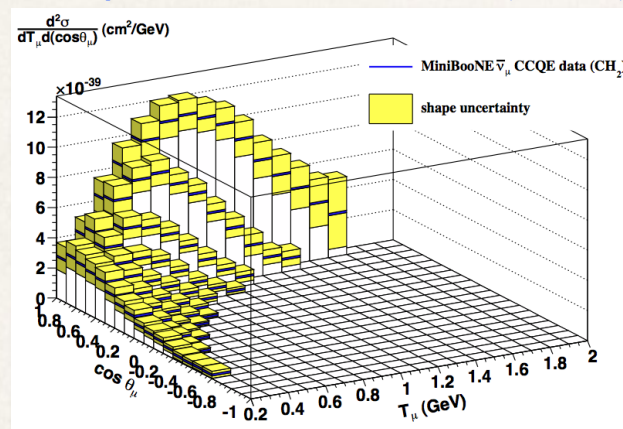 d²σ
dT_μ d(cosθ_μ) (cm²/GeV)
×10⁻³⁹
MiniBooNE ν̄_μ CCQE data (CH₂)
shape uncertainty
12
10
8
6
4
2
0
1
0.8
0.6
0.4
0.2
0
-0.2
-0.4
-0.6
-0.8
-1
cos θ_μ
0.2 0.4 0.6 0.8 1 1.2 1.4 1.6 1.8 2
T_μ (GeV)